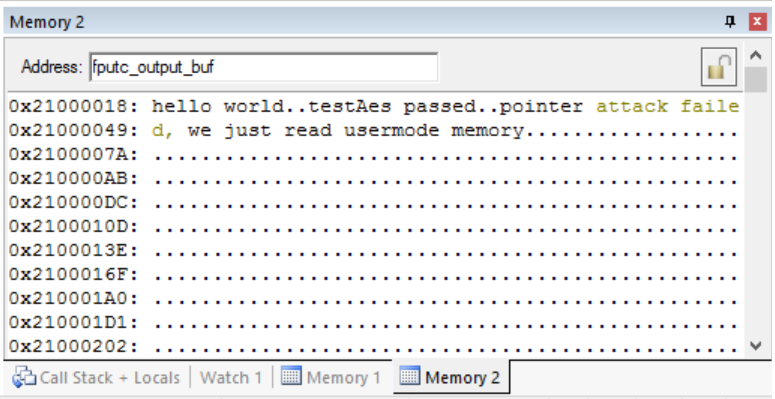 Memory 2
Address: fputc_output_buf
0x21000018: hello world..testAes passed..pointer attack faile
0x21000049: d, we just read usermode memory..................
0x2100007A: .................................................
0x210000AB: .................................................
0x210000DC: .................................................
0x2100010D: .................................................
0x2100013E: .................................................
0x2100016F: .................................................
0x210001A0: .................................................
0x210001D1: .................................................
0x21000202: .................................................
Call Stack + Locals Watch 1 Memory 1 Memory 2